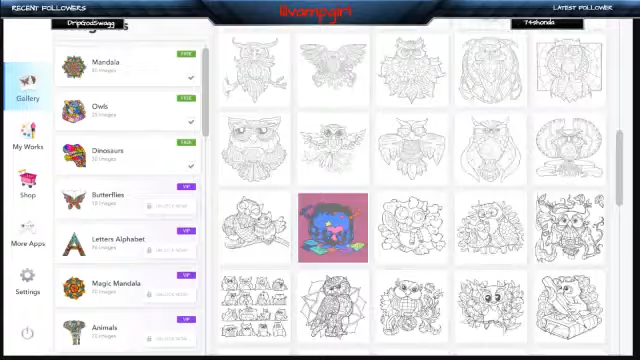 RECENT FOLLOWERS
lilvampgirl
LATEST FOLLOWER
DripGodSwagg
74shonda
Gallery
My Works
Shop
More Apps
Settings
Mandala
FREE
Owls
FREE
Dinosaurs
FREE
Butterflies
VIP
Letters Alphabet
VIP
Magic Mandala
VIP
Animals
VIP